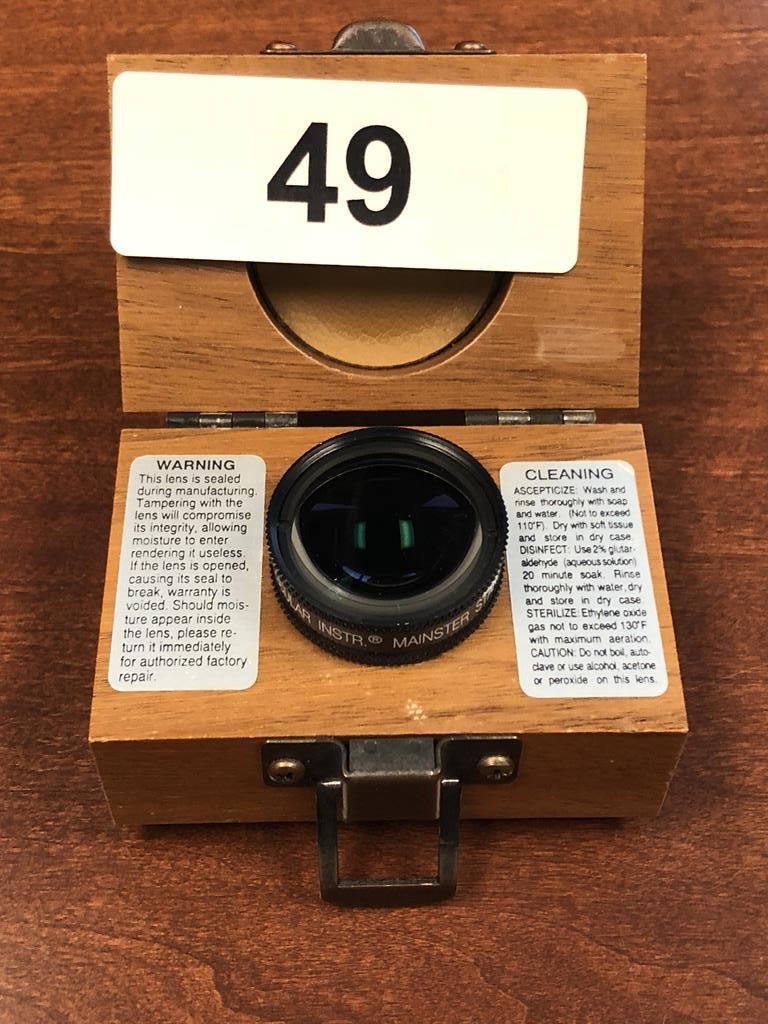 49
WARNING
This lens is sealed
during manufacturing.
Tampering with the
lens will compromise
its integrity, allowing
moisture to enter
rendering it useless.
If the lens is opened,
causing its seal to
break, warranty is
voided. Should mois-
ture appear inside
the lens, please re-
turn it immediately
for authorized factory
repair.
INSTR.® MAINSTER
CLEANING
ASCEPTICIZE: Wash and
rinse thoroughly with soap
and water. (Not to exceed
110°F). Dry with soft tissue
and store in dry case.
DISINFECT: Use 2% glutar-
aldehyde (aqueous solution)
20 minute soak. Rinse
thoroughly with water, dry
and store in dry case
STERILIZE: Ethylene oxide
gas not to exceed 130°F
with maximum aeration.
CAUTION: Do not boil, auto-
clave or use alcohol, acetone
or peroxide on this lens.